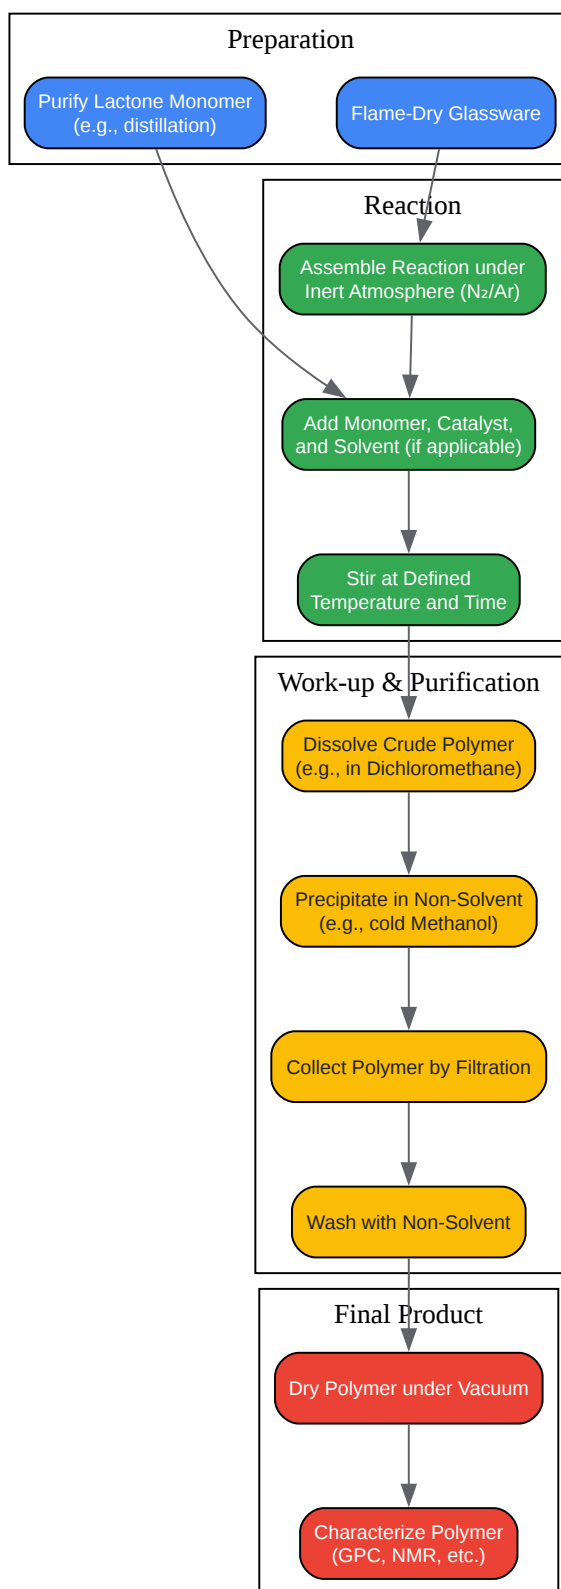 Preparation
Purify Lactone Monomer
(e.g., distillation)
Flame-Dry Glassware
Reaction
Assemble Reaction under
Inert Atmosphere (N₂/Ar)
Add Monomer, Catalyst,
and Solvent (if applicable)
Stir at Defined
Temperature and Time
Work-up & Purification
Dissolve Crude Polymer
(e.g., in Dichloromethane)
Precipitate in Non-Solvent
(e.g., cold Methanol)
Collect Polymer by Filtration
Wash with Non-Solvent
Final Product
Dry Polymer under Vacuum
Characterize Polymer
(GPC, NMR, etc.)